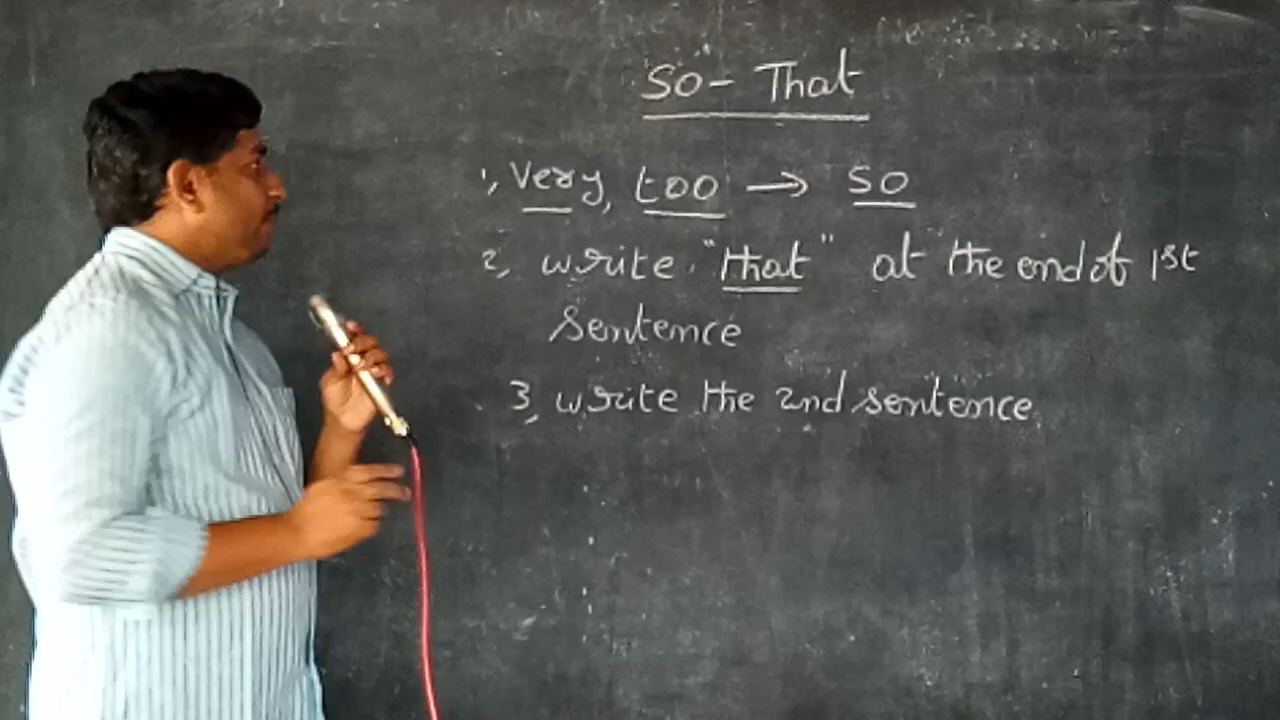 SO - That
1, Very, too → SO
2, write "that" at the end of 1st
sentence
3, write the 2nd sentence